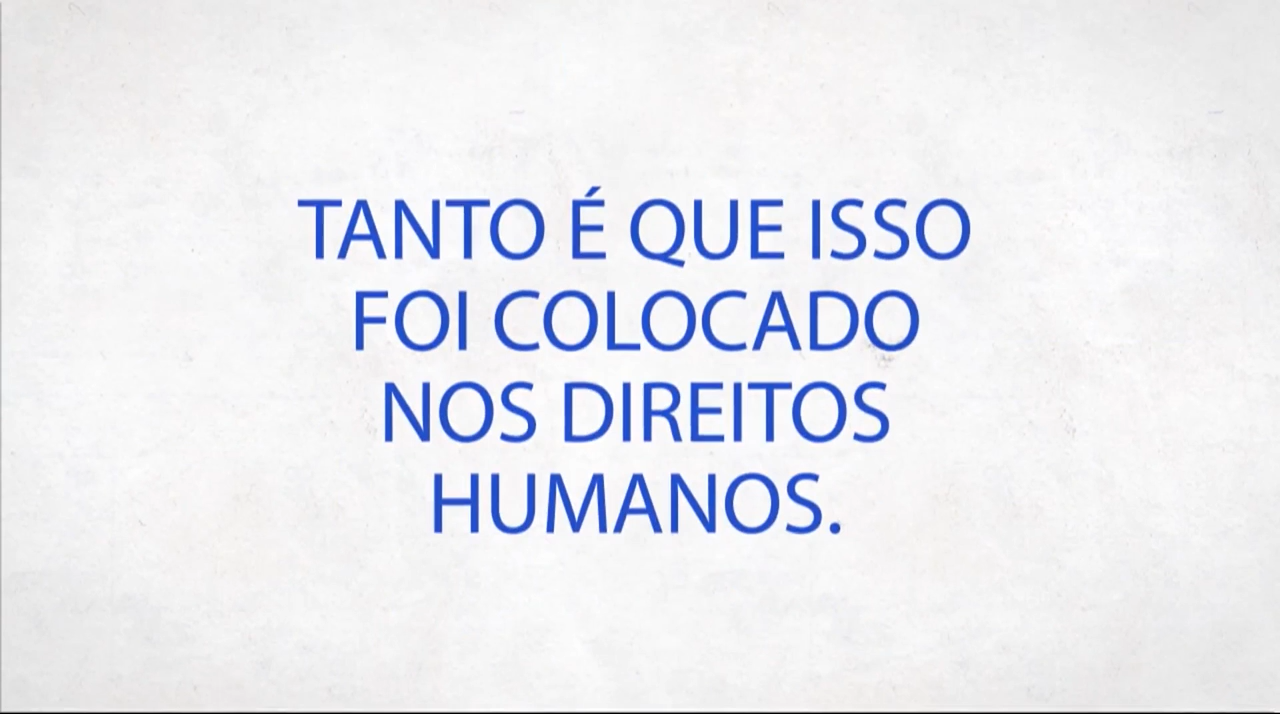 TANTO É QUE ISSO
FOI COLOCADO
NOS DIREITOS
HUMANOS.